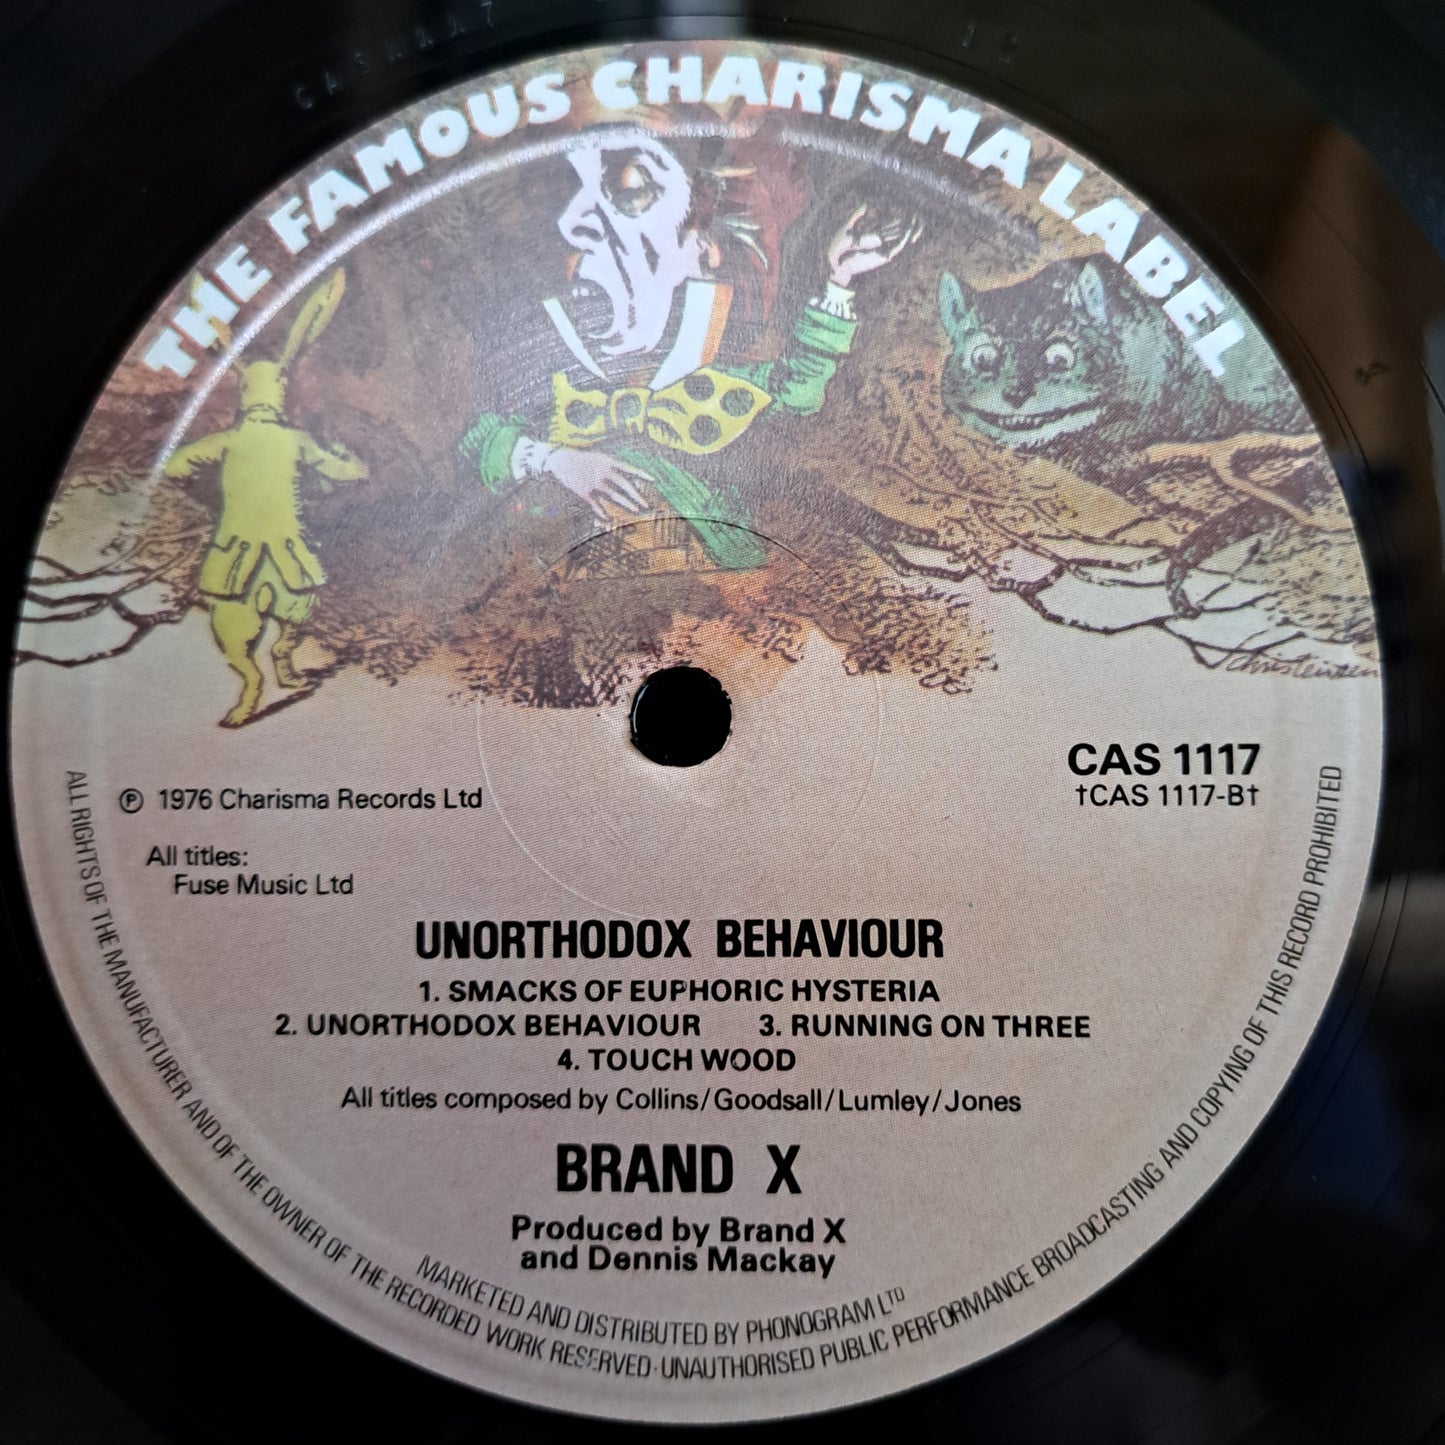 THE FAMOUS CHARISMA LABEL
Christensen
CAS 1117
†CAS 1117-B†
℗ 1976 Charisma Records Ltd
All titles:
Fuse Music Ltd
UNORTHODOX BEHAVIOUR
1. SMACKS OF EUPHORIC HYSTERIA
2. UNORTHODOX BEHAVIOUR 3. RUNNING ON THREE
4. TOUCH WOOD
All titles composed by Collins/Goodsall/Lumley/Jones
BRAND X
Produced by Brand X
and Dennis Mackay
MARKETED AND DISTRIBUTED BY PHONOGRAM LTD
ALL RIGHTS OF THE MANUFACTURER AND OF THE OWNER OF THE RECORDED WORK RESERVED·UNAUTHORISED PUBLIC PERFORMANCE BROADCASTING AND COPYING OF THIS RECORD PROHIBITED